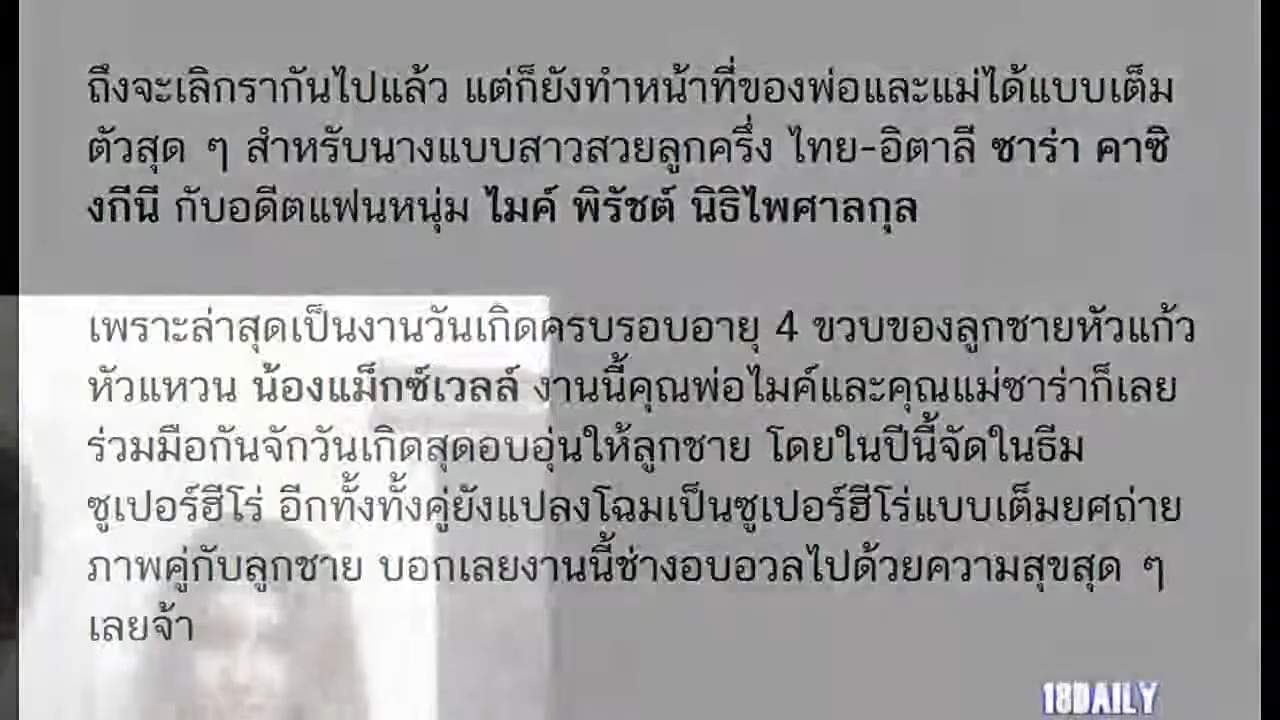 ถึงจะเลิกรากันไปแล้ว แต่ก็ยังทำหน้าที่ของพ่อและแม่ได้แบบเต็ม
ตัวสุด ๆ สำหรับนางแบบสาวสวยลูกครึ่ง ไทย-อิตาลี ซาร่า คาซิ
งกีนี กับอดีตแฟนหนุ่ม ไมค์ พิรัชต์ นิธิไพศาลกุล
เพราะล่าสุดเป็นงานวันเกิดครบรอบอายุ 4 ขวบของลูกชายหัวแก้ว
หัวแหวน น้องแม็กซ์เวลล์ งานนี้คุณพ่อไมค์และคุณแม่ซาร่าก็เลย
ร่วมมือกันจักวันเกิดสุดอบอุ่นให้ลูกชาย โดยในปีนี้จัดในธีม
ซูเปอร์ฮีโร่ อีกทั้งทั้งคู่ยังแปลงโฉมเป็นซูเปอร์ฮีโร่แบบเต็มยศถ่าย
ภาพคู่กับลูกชาย บอกเลยงานนี้ช่างอบอวลไปด้วยความสุขสุด ๆ
เลยจ้า
18DAILY